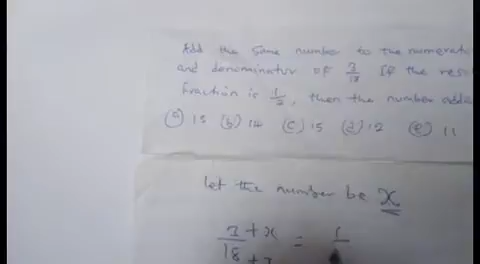 Add the same number to the numerat
and denominator of 3/18 If the res
fraction is 1/2, then the number adde
(a) 13 (b) 14 (c) 15 (d) 12 (e) 11
let the number be x
3+x/18+x = 1/